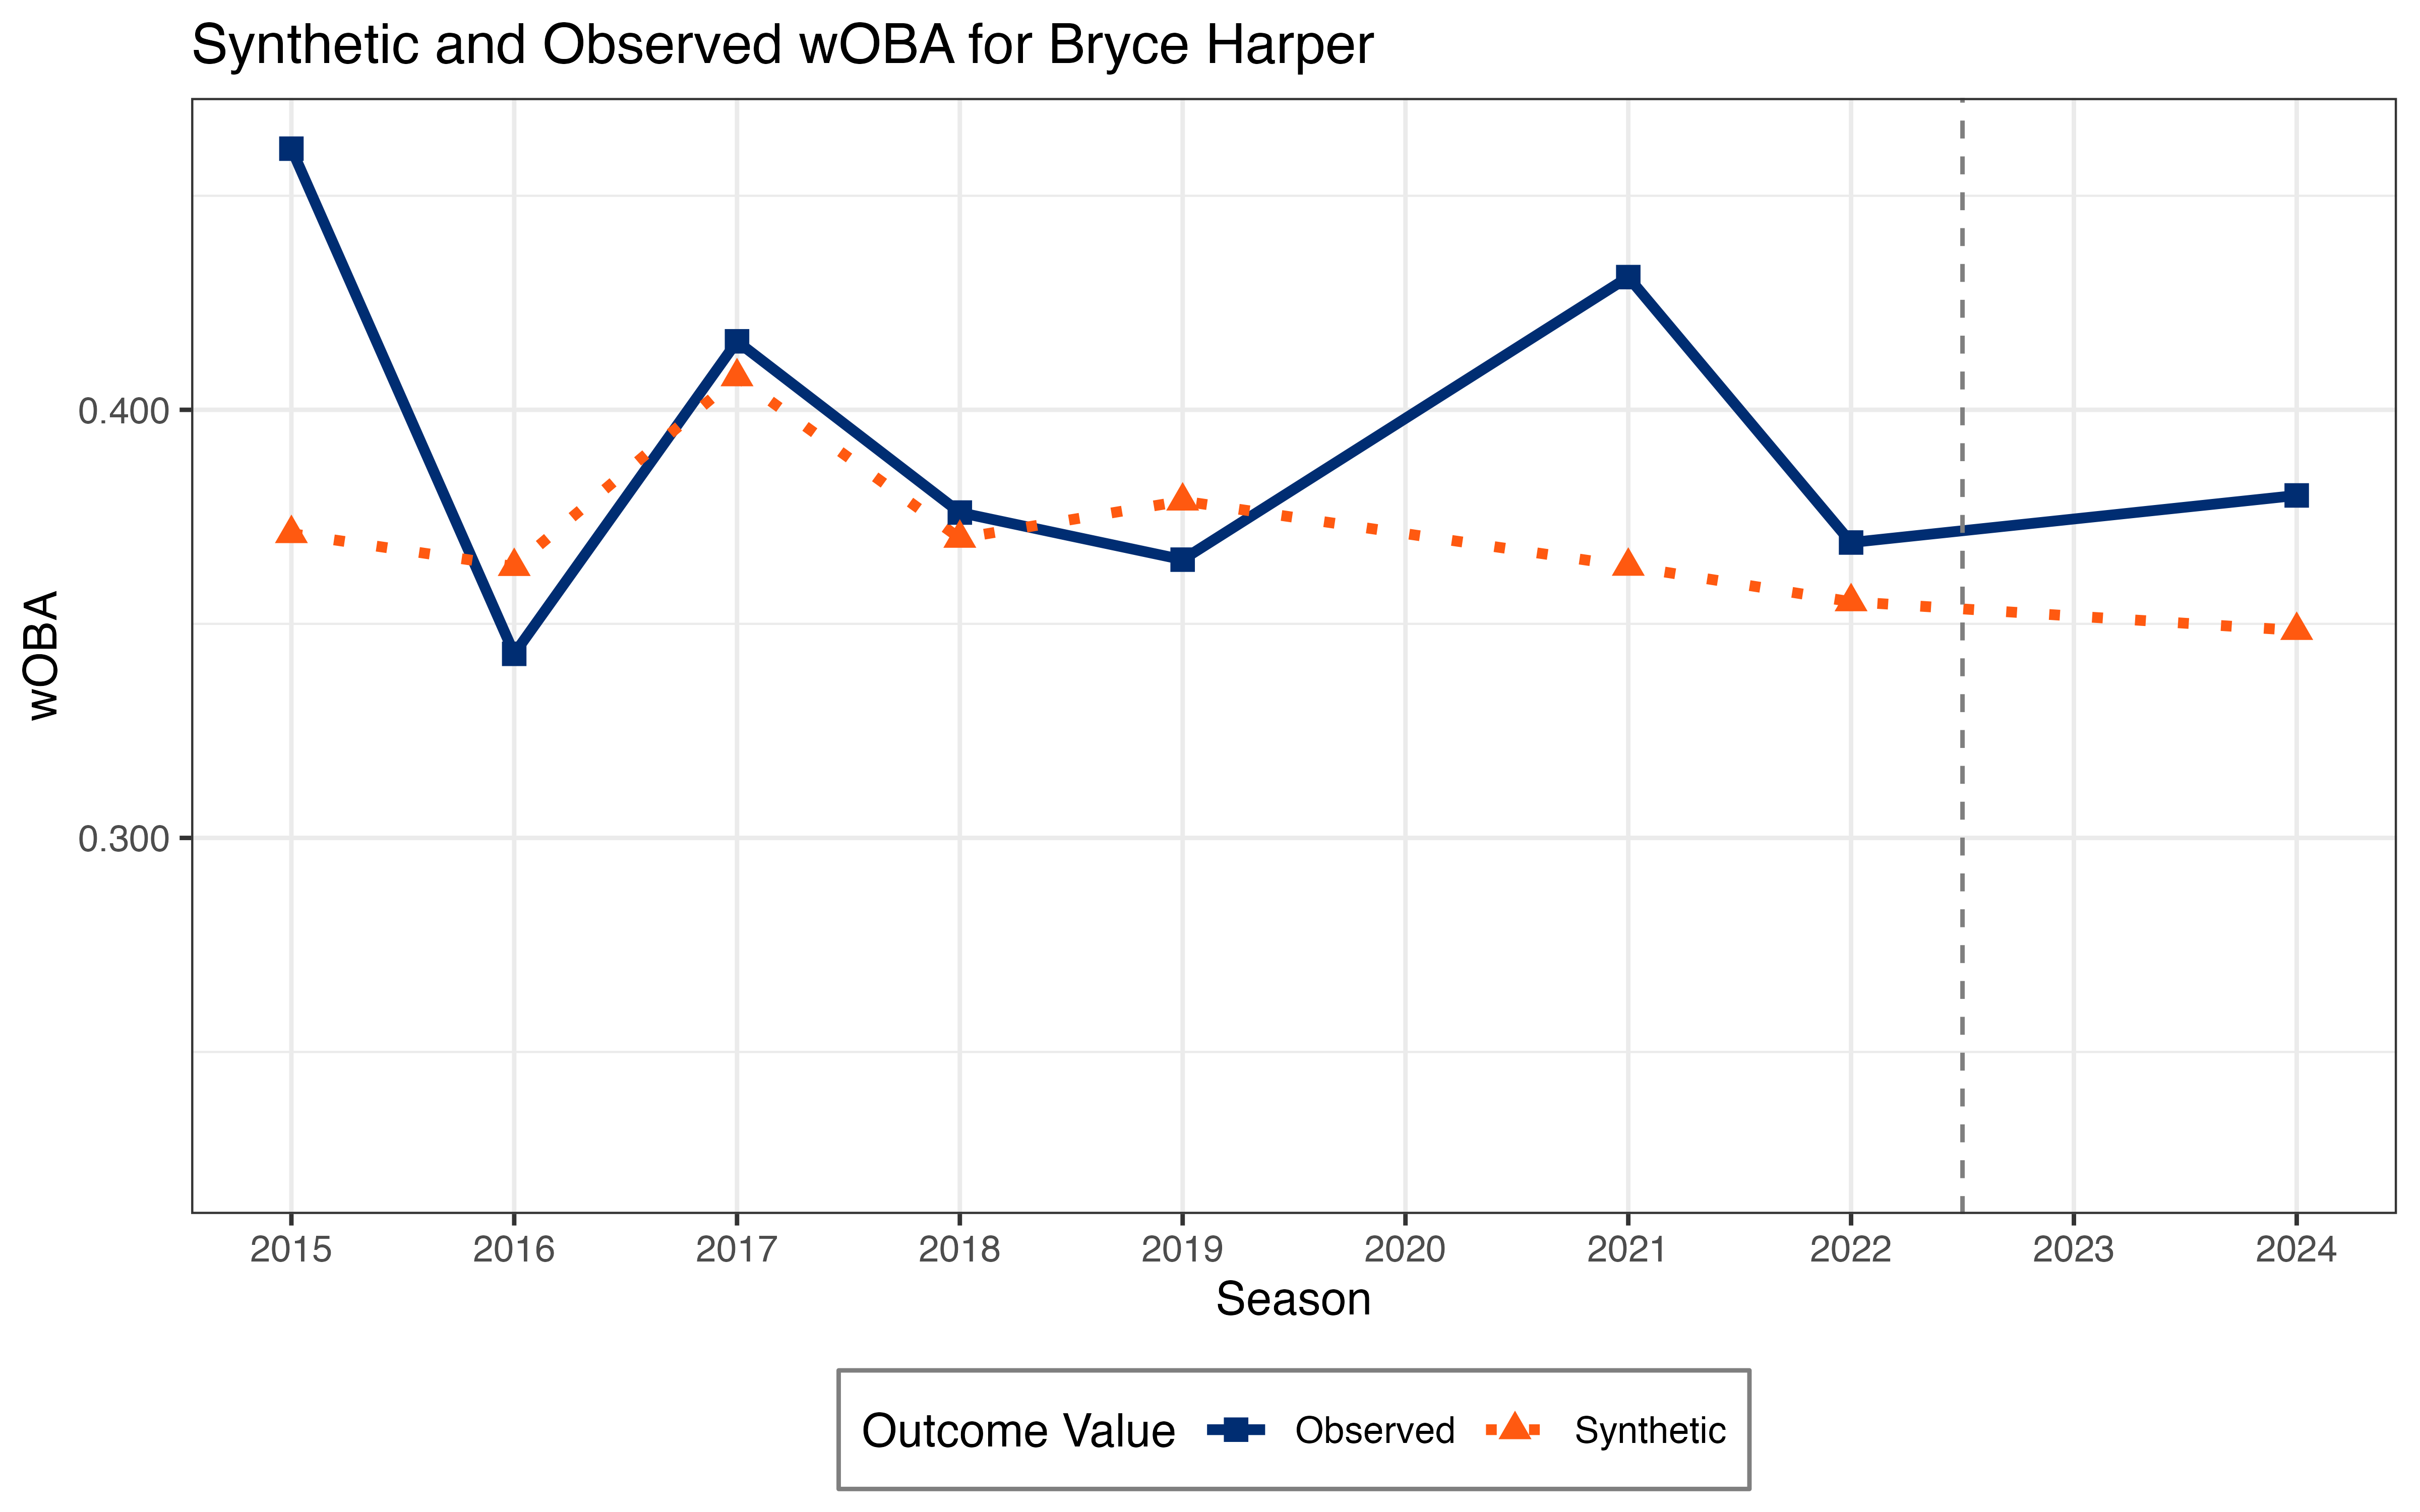 Synthetic and Observed wOBA for Bryce Harper
wOBA
0.400
0.300
2015 2016 2017 2018 2019 2020 2021 2022 2023 2024
Season
Outcome Value Observed Synthetic